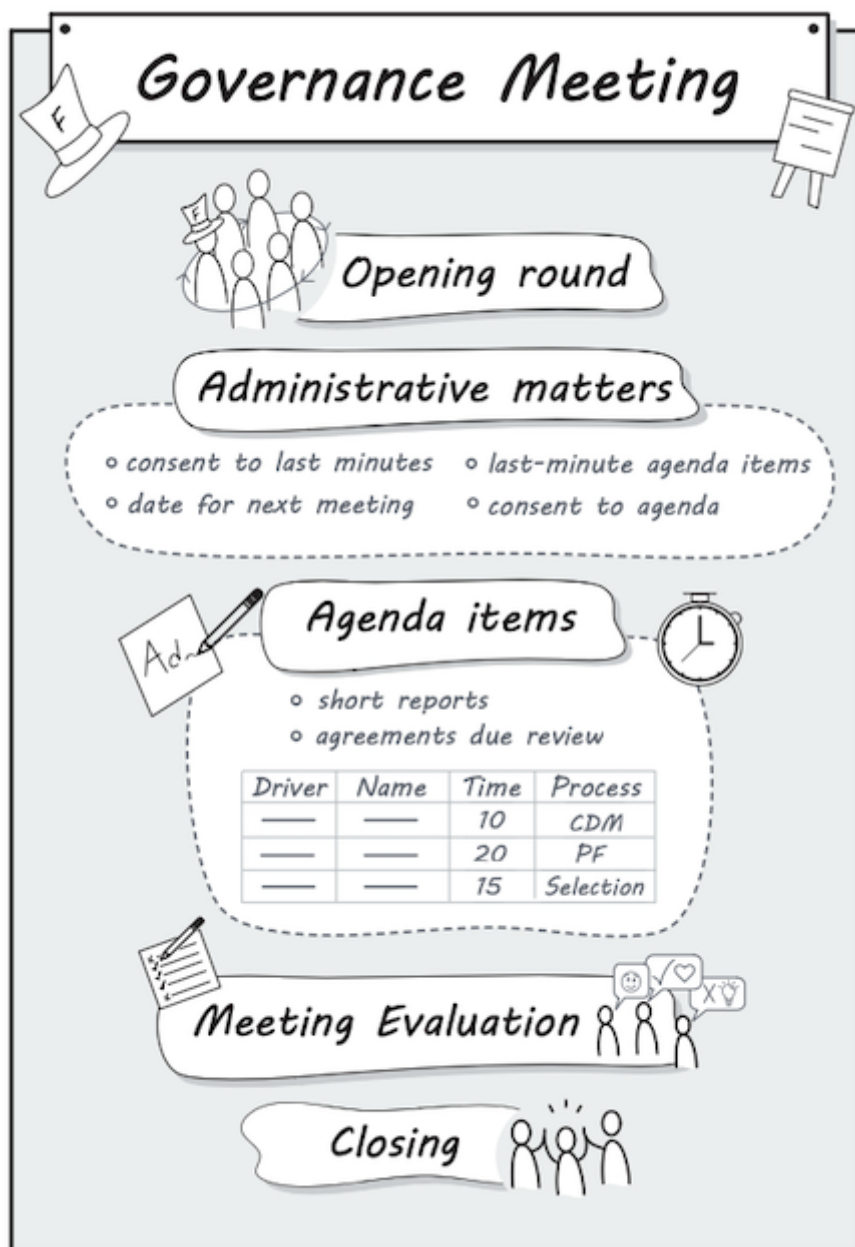 Governance Meeting
F
F
Opening round
Administrative matters
consent to last minutes
last-minute agenda items
date for next meeting
consent to agenda
Agenda items
Ad
short reports
agreements due review
Driver Name Time Process
10 CDM
20 PF
15 Selection
Meeting Evaluation
X
Closing